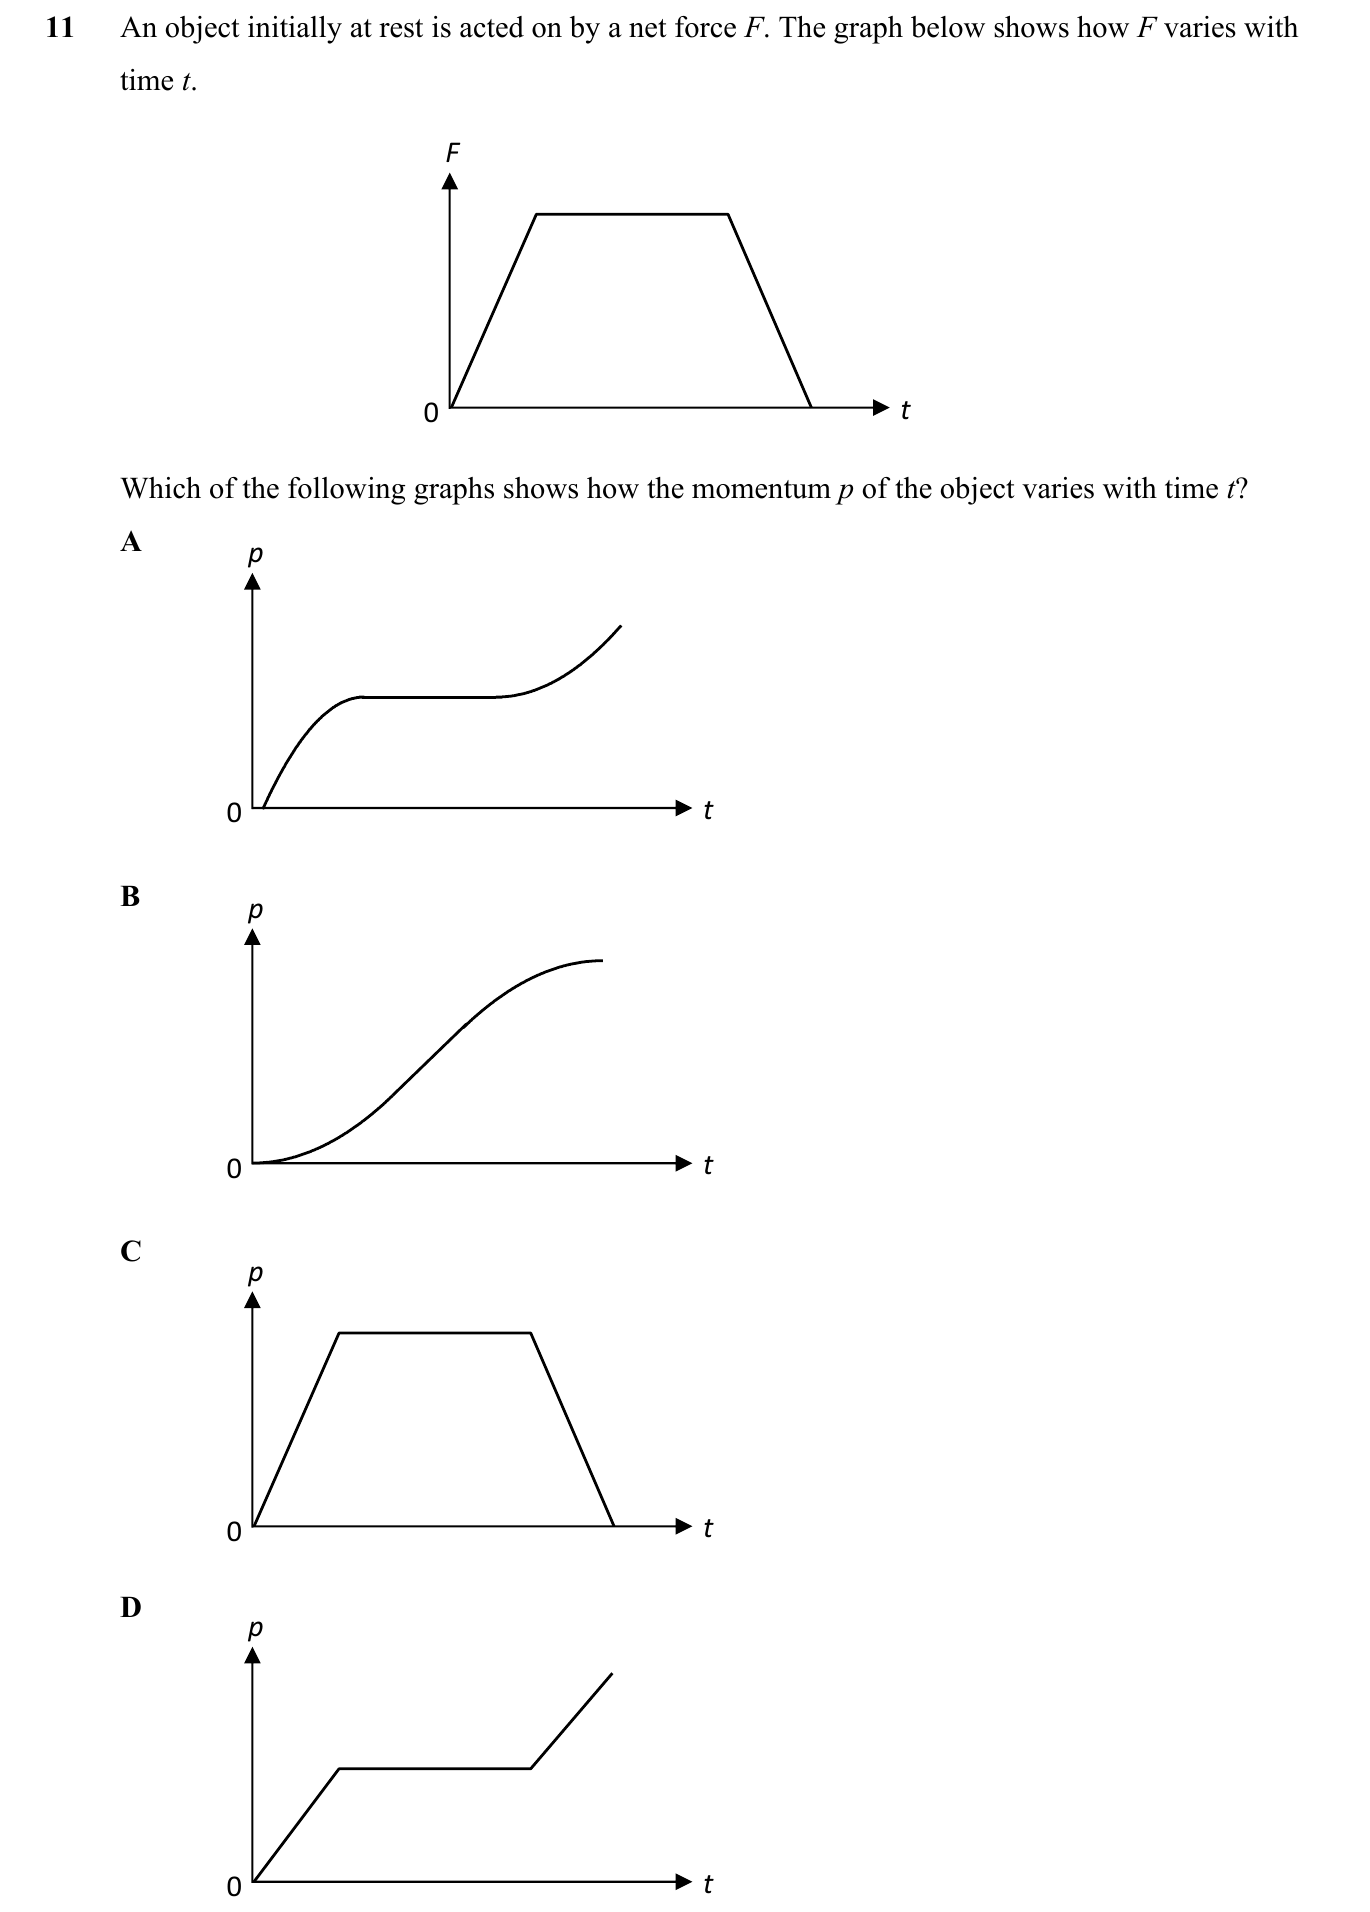 11 An object initially at rest is acted on by a net force F. The graph below shows how F varies with
time t.
F
0
t
Which of the following graphs shows how the momentum p of the object varies with time t?
A
p
0
t
B
p
0
t
C
p
0
t
D
p
0
t